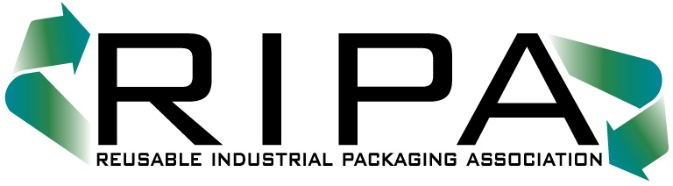 RIPA
REUSABLE INDUSTRIAL PACKAGING ASSOCIATION